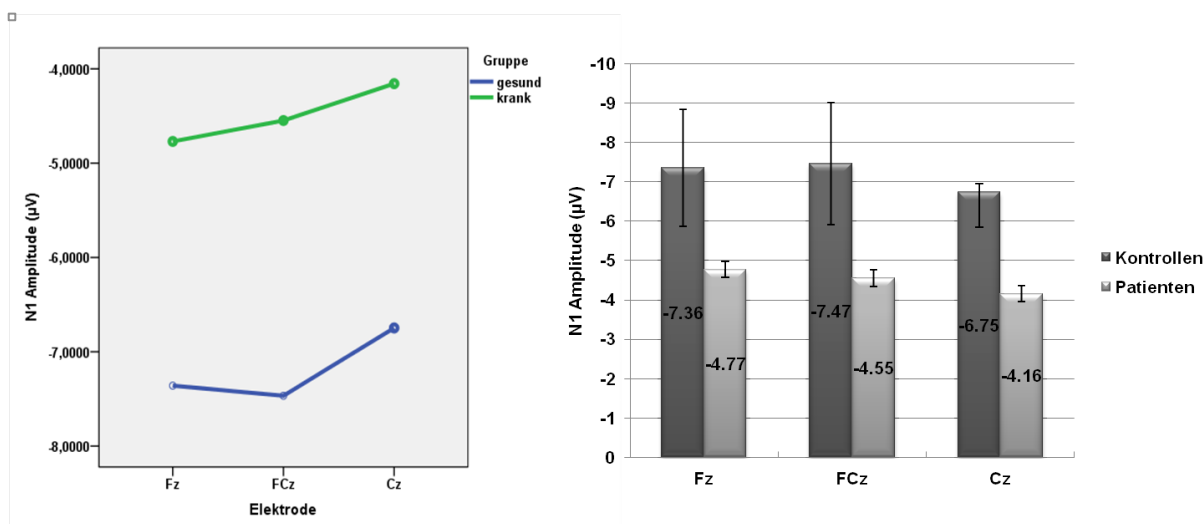 N1 Amplitude (µV)
-4,0000
-5,0000
-6,0000
-7,0000
-8,0000
Fz
FCz
Cz
Elektrode
Gruppe
gesund
krank
N1 Amplitude (µV)
-10
-9
-8
-7
-6
-5
-4
-3
-2
-1
0
-7.36
-4.77
-7.47
-4.55
-6.75
-4.16
Fz
FCz
Cz
Kontrollen
Patienten